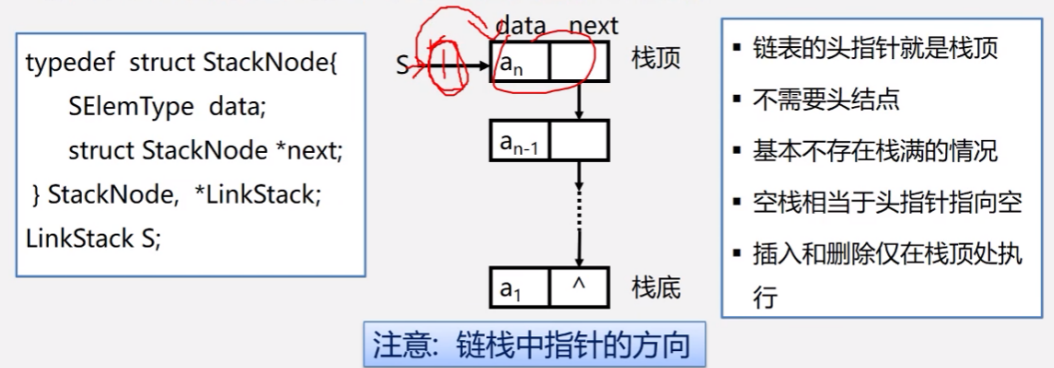 typedef struct StackNode{
SElemType data;
struct StackNode *next;
} StackNode, *LinkStack;
LinkStack S;
data next
S
aₙ
栈顶
aₙ₋₁
a₁ ^
栈底
▪ 链表的头指针就是栈顶
▪ 不需要头结点
▪ 基本不存在栈满的情况
▪ 空栈相当于头指针指向空
▪ 插入和删除仅在栈顶处执
行
注意: 链栈中指针的方向